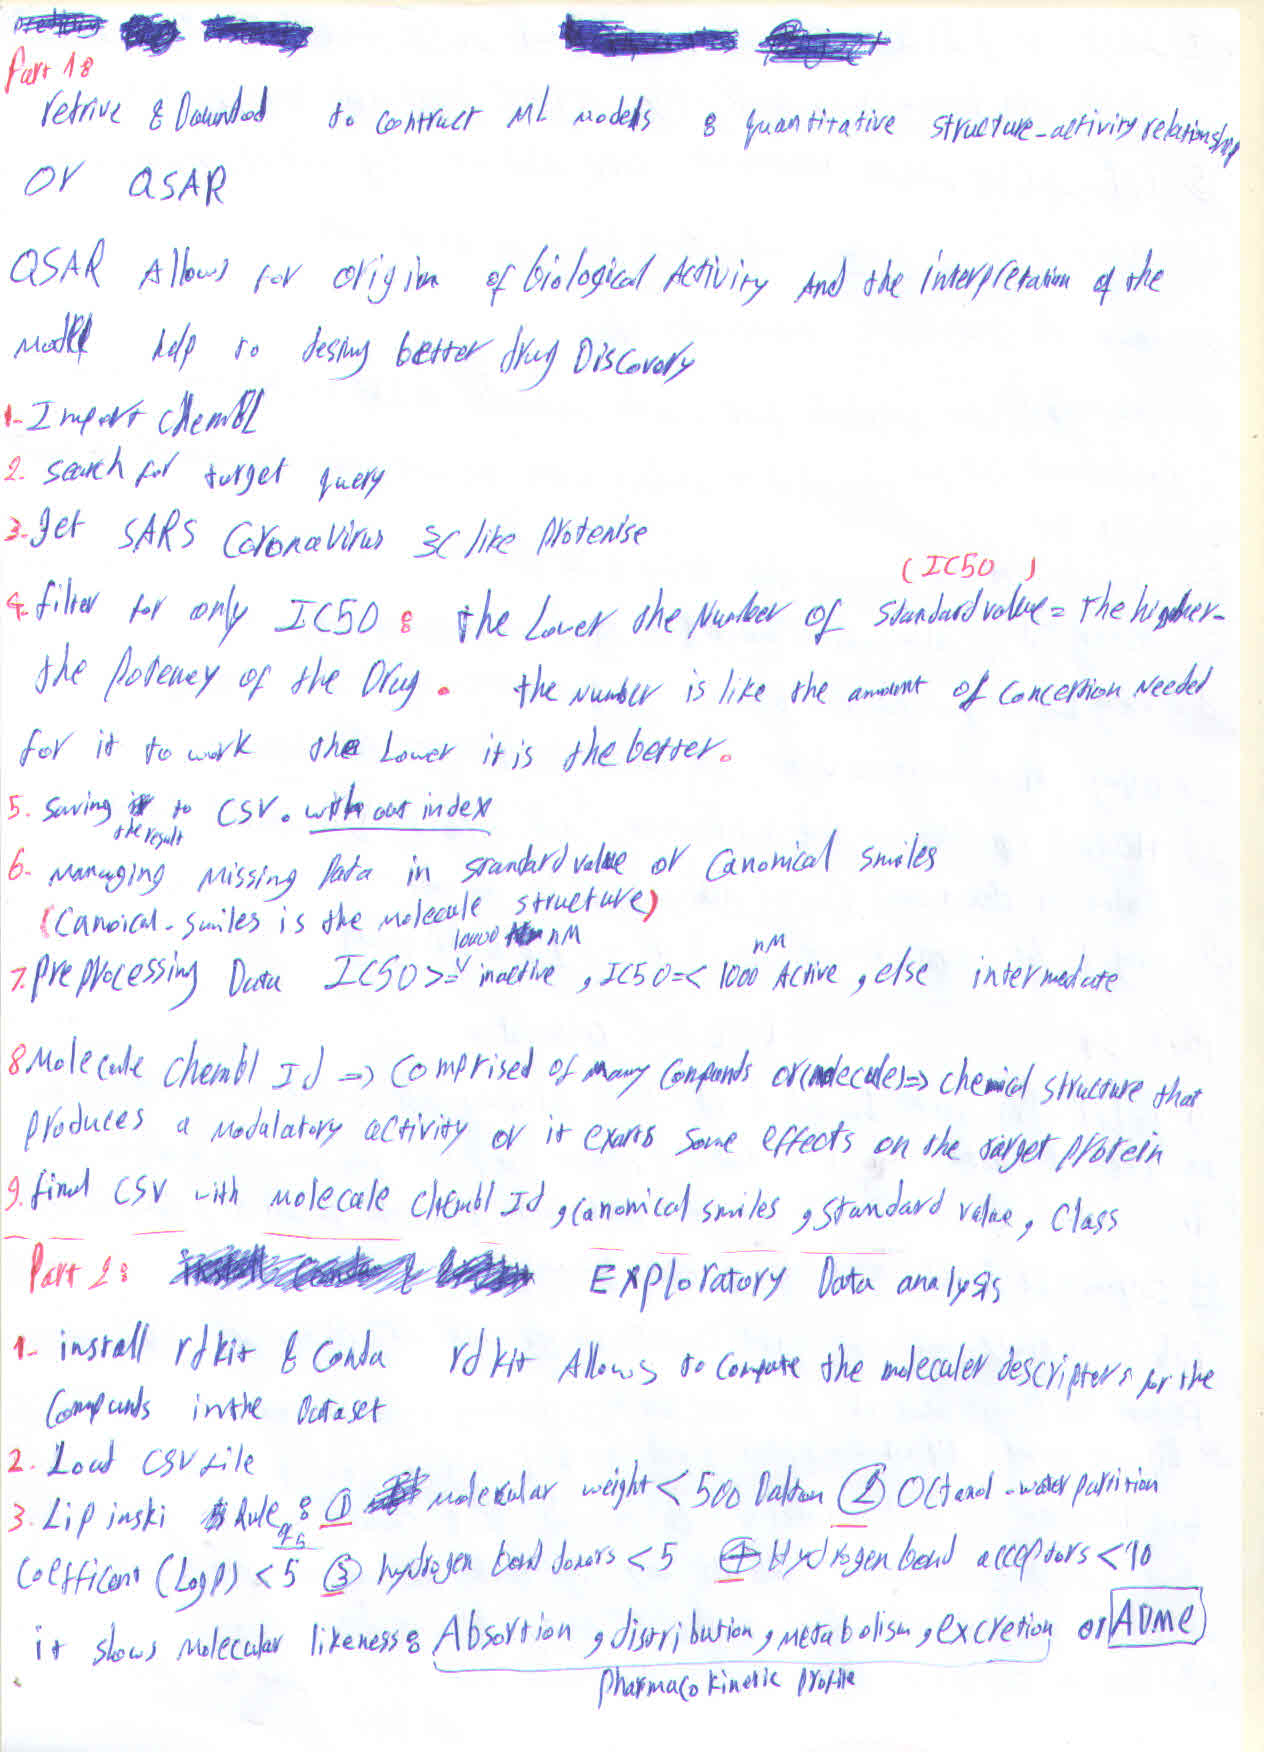 Part 1:
retrive & Download to contruct ML models : quantitative structure-activity relationship
or QSAR
QSAR Allows for origin of biological Activity And the interpretation of the
model help to desing better drug Discovery
1- Import chembl
2. search for target query
3- get SARS Coronavirus 3C like protenise
(IC50)
4- filter for only IC50: the Lower the Number of standard value = the higher-
the potency of the Drug. the number is like the amount of concertion needed
for it to work the Lower it is the better.
5. saving to CSV. with out index
the result
6- managing missing Data in standard value or canonical smiles
(Canoical-smiles is the molecule structure)
10000 nM
nM
7. preprocessing Data IC50 >= inactive, IC50 =< 1000 Active, else intermediate
8 Molecule chembl Id => comprised of many compunds or (molecules) => chemical structure that
produces a modalatory activity or it exarts some effects on the target protein
9. final CSV with molecule chembl Id, canonical smiles, standard value, class
Part 2: Exploratory Data analysis
1- install rdkit & conda rdkit Allows to compute the moleculer descriptors for the
compunds in the Dataset
2. Load CSV file
3. Lipinski Rule : ① Molecular weight < 500 Dalton ② Octanol-water partition
coefficent (LogP) < 5 ③ hydrogen bond donors < 5 ④ Hydrogen bond acceptors < 10
it shows molecular likeness: Absortion, distribution, metabolism, excretion or ADME
pharmaco kinetic profile